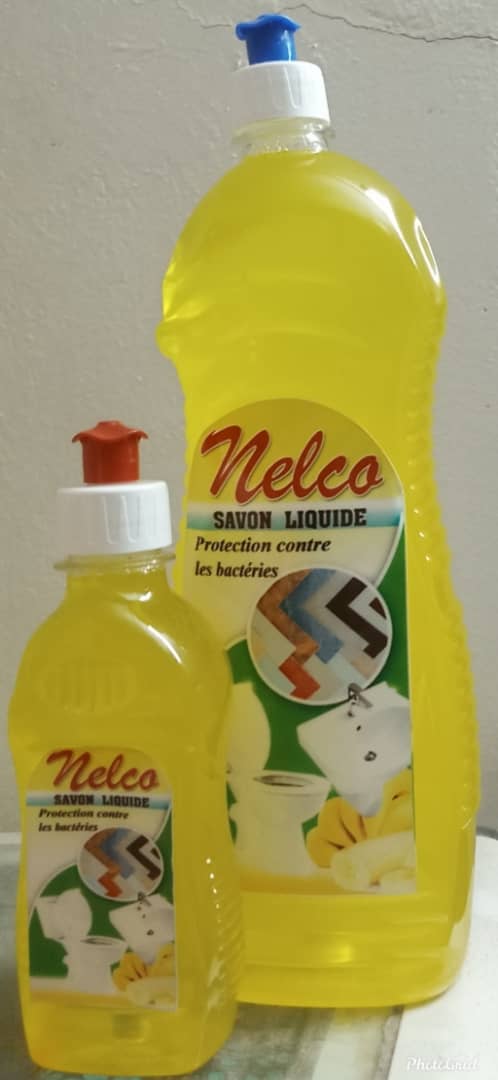 Nelco
SAVON LIQUIDE
Protection contre
les bactéries
Nelco
SAVON LIQUIDE
Protection contre
les bactéries
PhotoGrid